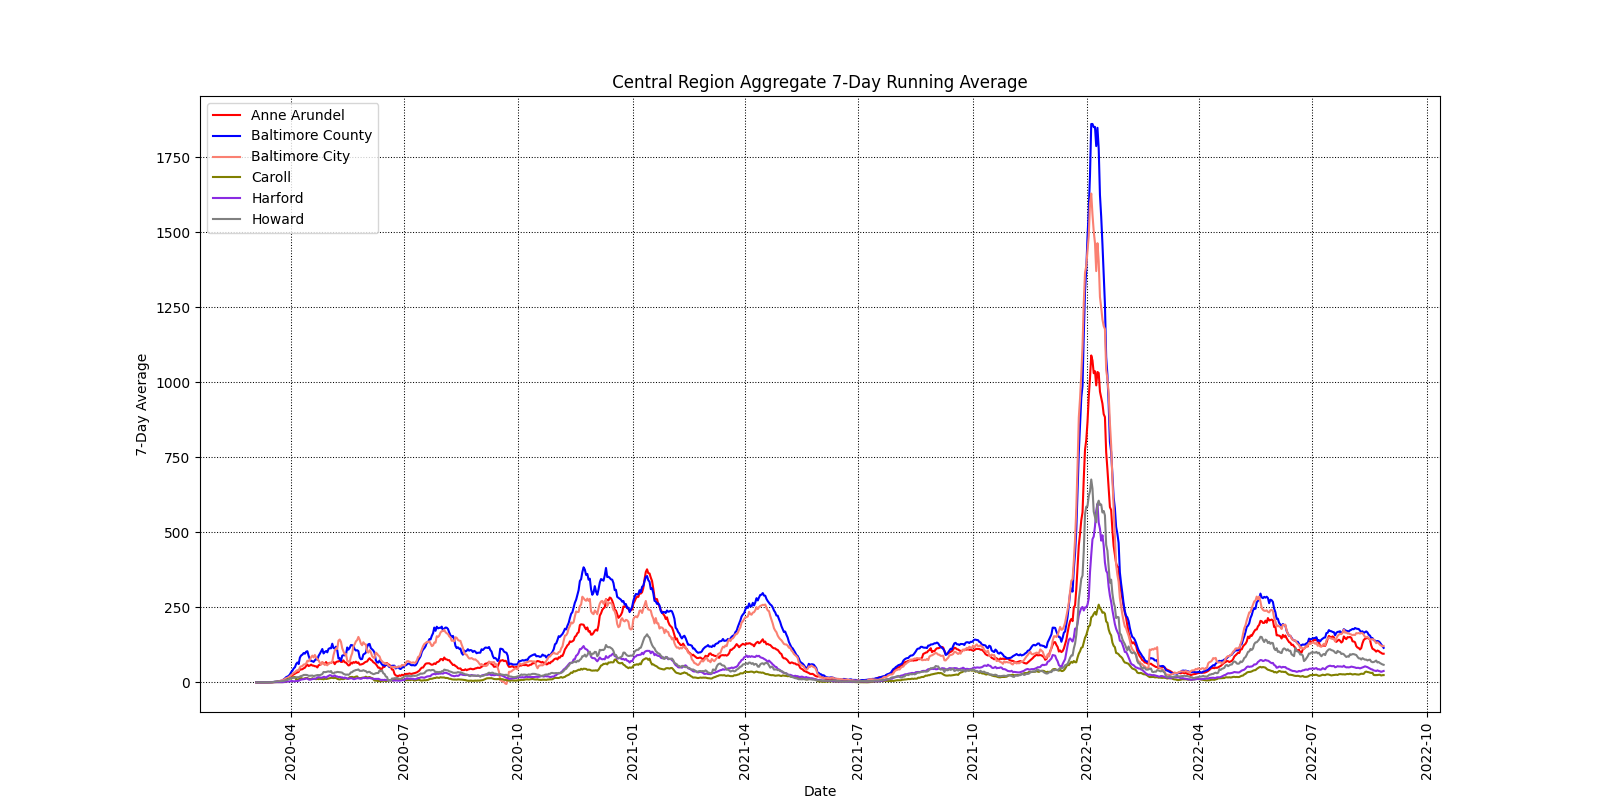 Central Region Aggregate 7-Day Running Average
Anne Arundel
Baltimore County
Baltimore City
Caroll
Harford
Howard
1750
1500
1250
1000
750
500
250
0
7-Day Average
2020-04
2020-07
2020-10
2021-01
2021-04
2021-07
2021-10
2022-01
2022-04
2022-07
2022-10
Date